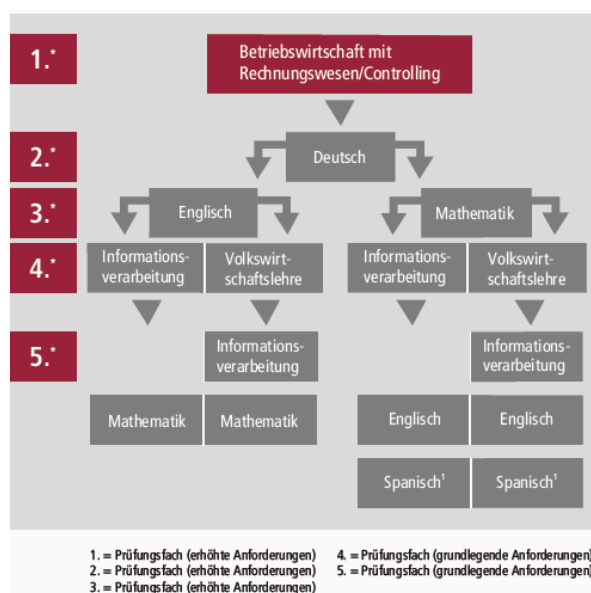 1.*
Betriebswirtschaft mit
Rechnungswesen/Controlling
2.*
Deutsch
3.*
Englisch
Mathematik
4.*
Informations-
verarbeitung
Volkswirt-
schaftslehre
Informations-
verarbeitung
Volkswirt-
schaftslehre
5.*
Informations-
verarbeitung
Informations-
verarbeitung
Mathematik
Mathematik
Englisch
Englisch
Spanisch¹
Spanisch¹
1. = Prüfungsfach (erhöhte Anforderungen)
2. = Prüfungsfach (erhöhte Anforderungen)
3. = Prüfungsfach (erhöhte Anforderungen)
4. = Prüfungsfach (grundlegende Anforderungen)
5. = Prüfungsfach (grundlegende Anforderungen)